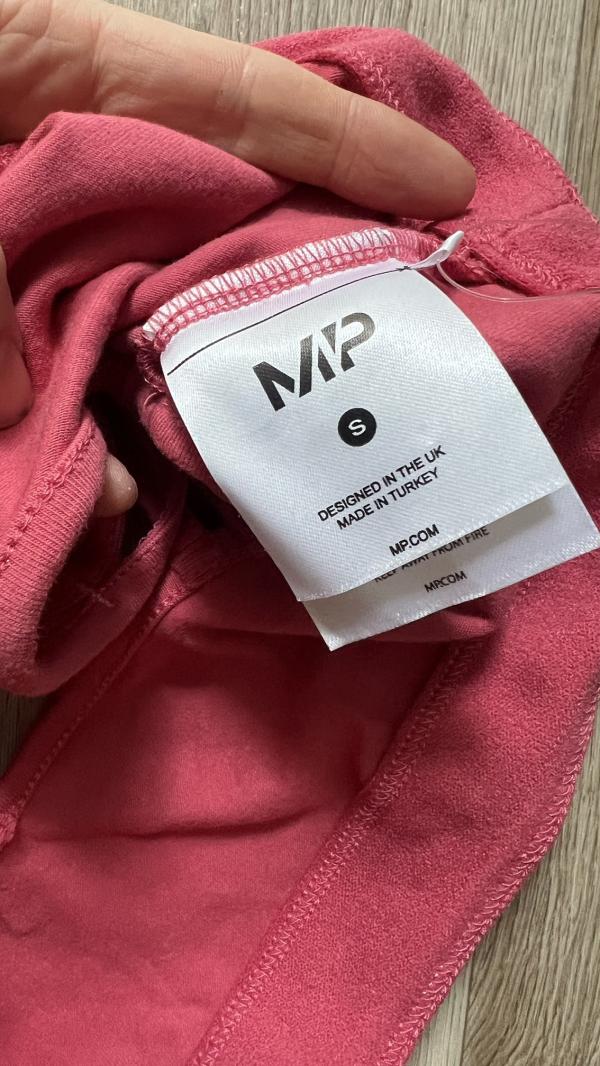 MP
S
DESIGNED IN THE UK
MADE IN TURKEY
MP.COM
KEEP AWAY FROM FIRE
MP.COM